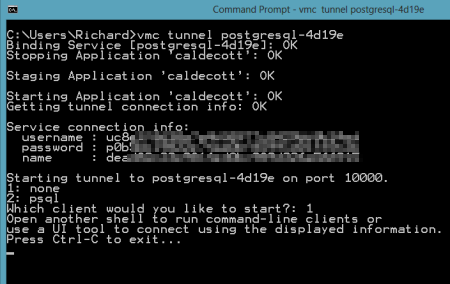 Command Prompt - vmc tunnel postgresql-4d19e
C:\Users\Richard>vmc tunnel postgresql-4d19e
Binding Service [postgresql-4d19e]: OK
Stopping Application 'caldecott': OK
Staging Application 'caldecott': OK
Starting Application 'caldecott': OK
Getting tunnel connection info: OK
Service connection info:
username : uc8e
password : p0b5
name : dea
Starting tunnel to postgresql-4d19e on port 10000.
1: none
2: psql
Which client would you like to start?: 1
Open another shell to run command-line clients or
use a UI tool to connect using the displayed information.
Press Ctrl-C to exit...